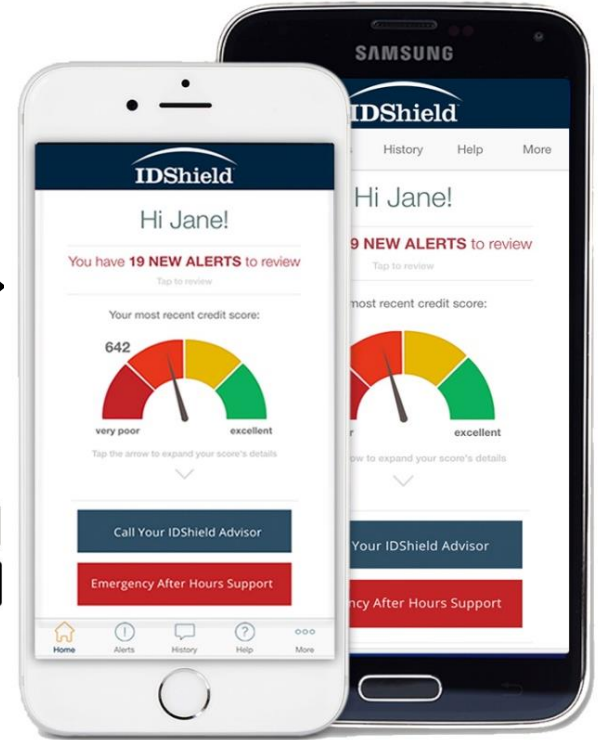 IDShield
Hi Jane!
You have 19 NEW ALERTS to review
Tap to review
Your most recent credit score:
642
very poor
excellent
Tap the arrow to expand your score's details
Call Your IDShield Advisor
Emergency After Hours Support
Home
Alerts
History
Help
More
SAMSUNG
IDShield
History
Help
More
Hi Jane!
9 NEW ALERTS to review
Tap to review
most recent credit score:
excellent
to expand your score's details
Your IDShield Advisor
After Hours Support